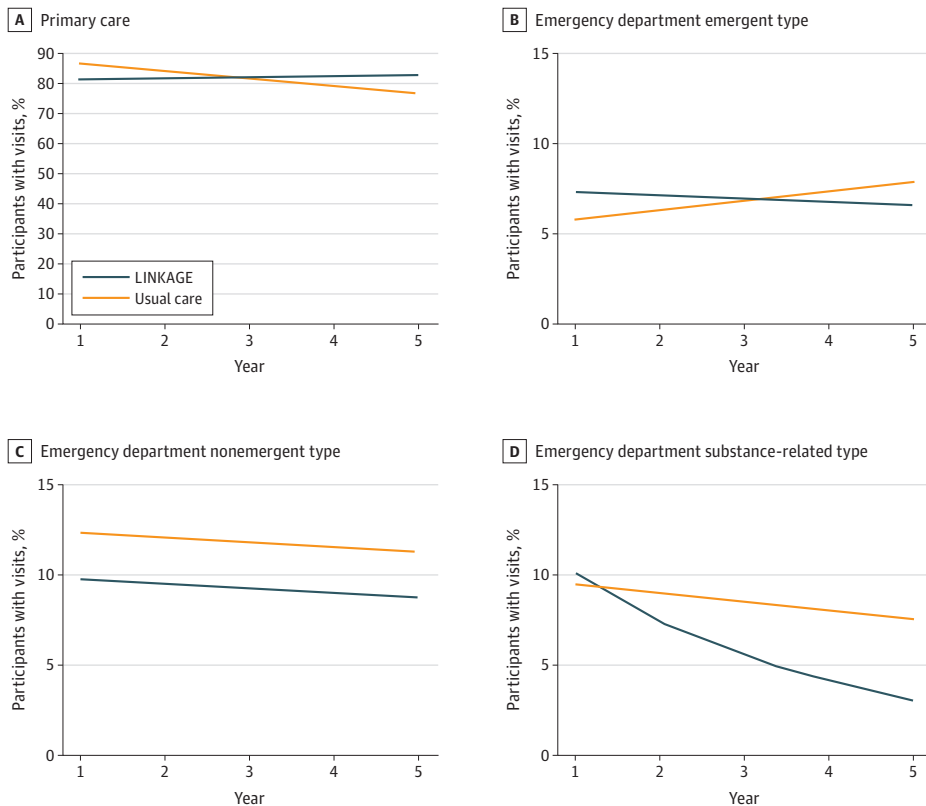 A Primary care
Participants with visits, %
90
80
70
60
50
40
30
20
10
0
LINKAGE
Usual care
1 2 3 4 5
Year
B Emergency department emergent type
Participants with visits, %
15
10
5
0
1 2 3 4 5
Year
C Emergency department nonemergent type
Participants with visits, %
15
10
5
0
1 2 3 4 5
Year
D Emergency department substance-related type
Participants with visits, %
15
10
5
0
1 2 3 4 5
Year